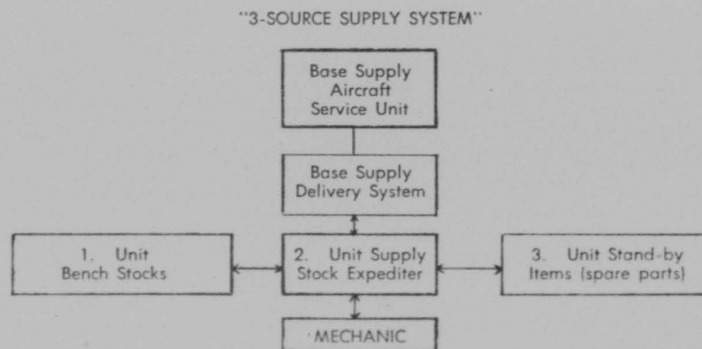 "3-SOURCE SUPPLY SYSTEM"
Base Supply
Aircraft
Service Unit
Base Supply
Delivery System
1. Unit
Bench Stocks
2. Unit Supply
Stock Expediter
3. Unit Stand-by
Items (spare parts)
MECHANIC